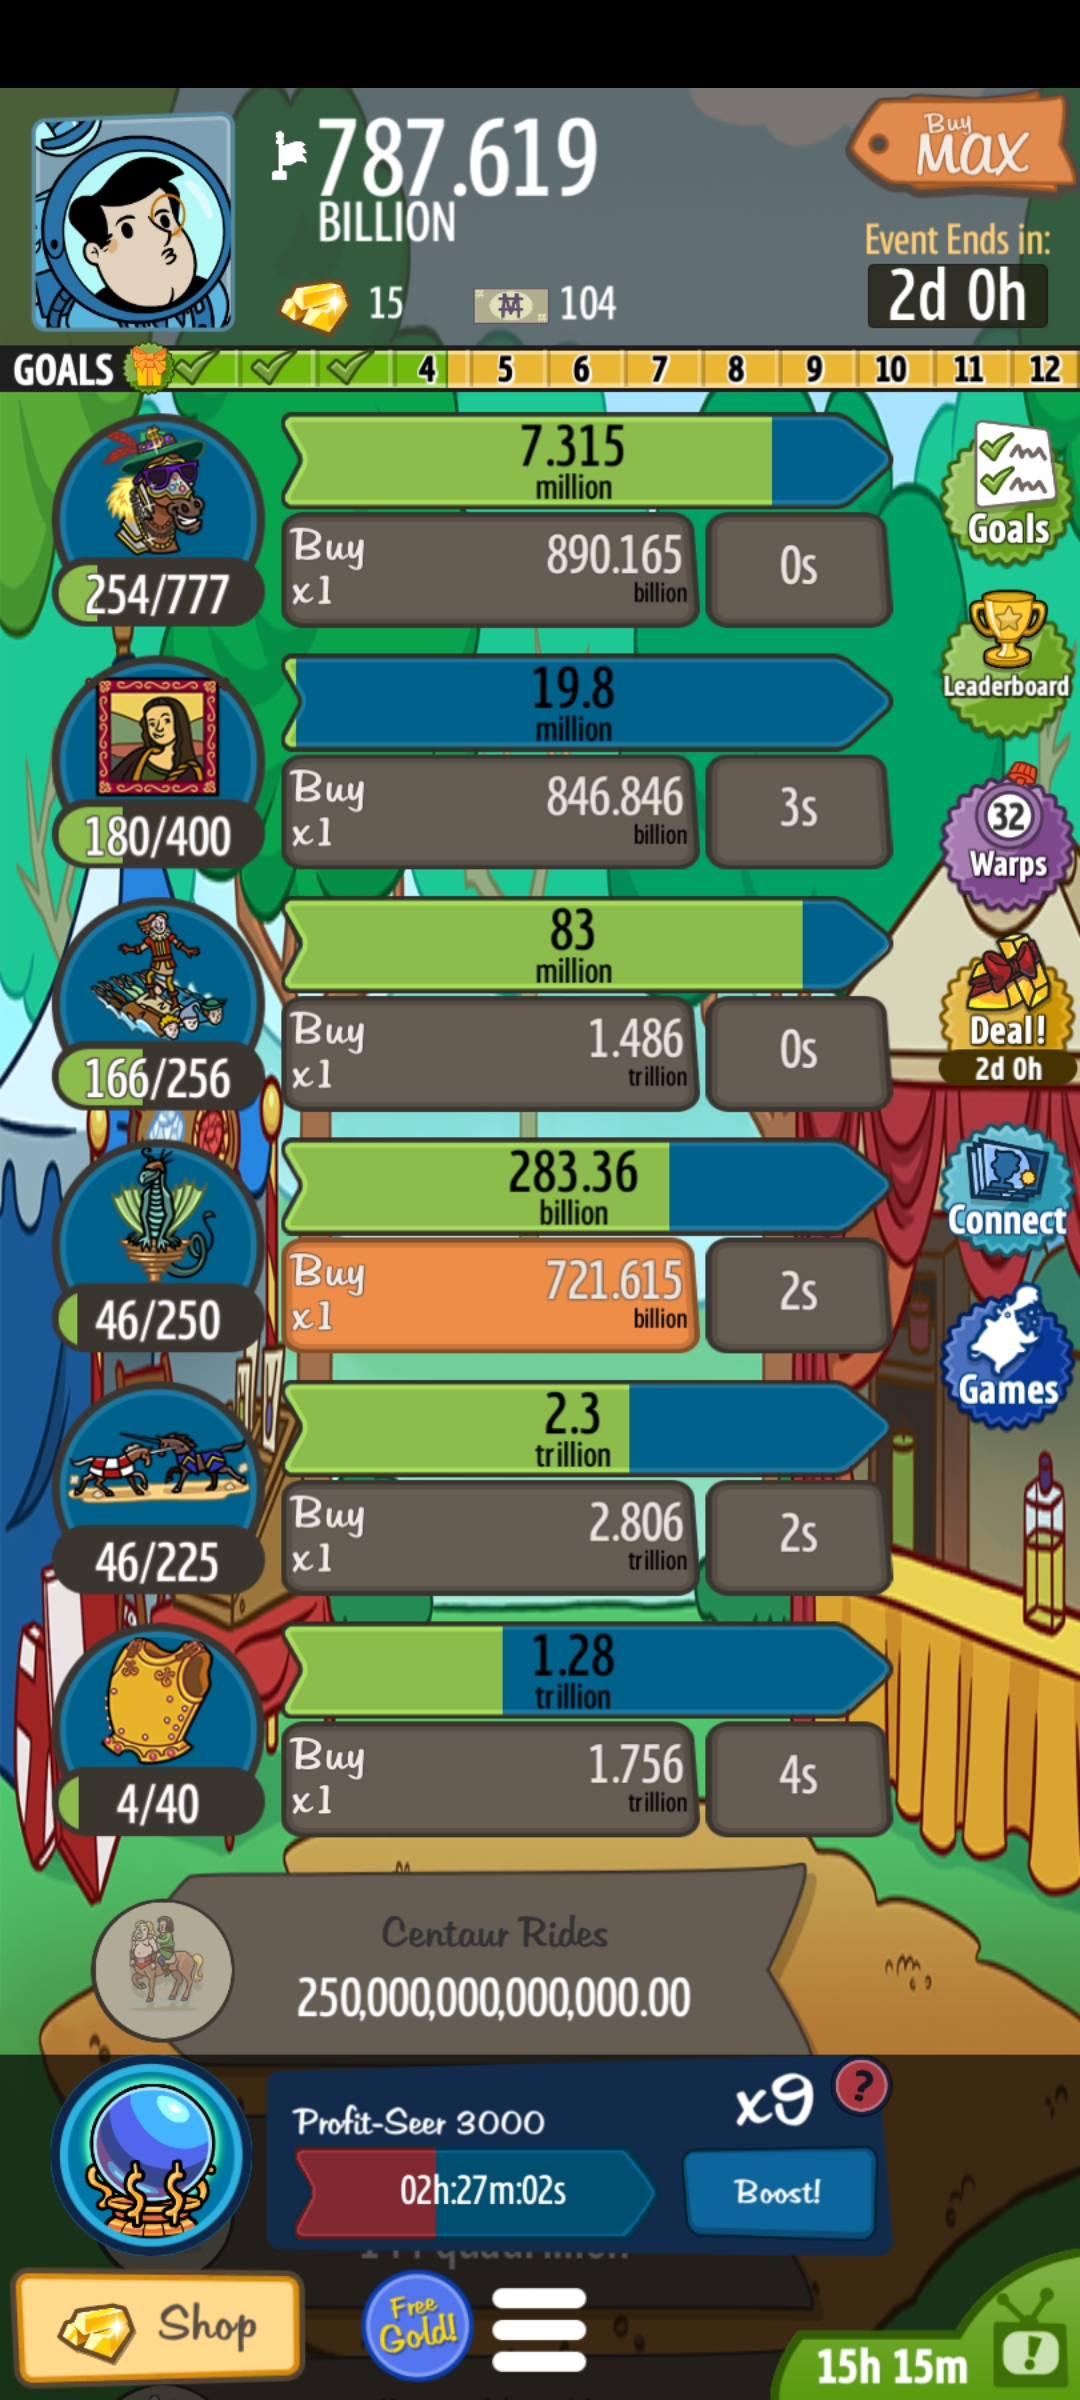 787.619
BILLION
Buy
MAX
15
104
Event Ends in:
2d 0h
GOALS
4 5 6 7 8 9 10 11 12
7.315
million
Buy
x1
890.165
billion
0s
254/777
Goals
19.8
million
Buy
x1
846.846
billion
3s
180/400
Leaderboard
32
Warps
83
million
Buy
x1
1.486
trillion
0s
166/256
Deal!
2d 0h
283.36
billion
Buy
x1
721.615
billion
2s
46/250
Connect
Games
2.3
trillion
Buy
x1
2.806
trillion
2s
46/225
1.28
trillion
Buy
x1
1.756
trillion
4s
4/40
Centaur Rides
250,000,000,000,000.00
Profit-Seer 3000
x9
?
02h:27m:02s
Boost!
Shop
Free
Gold!
15h 15m
!